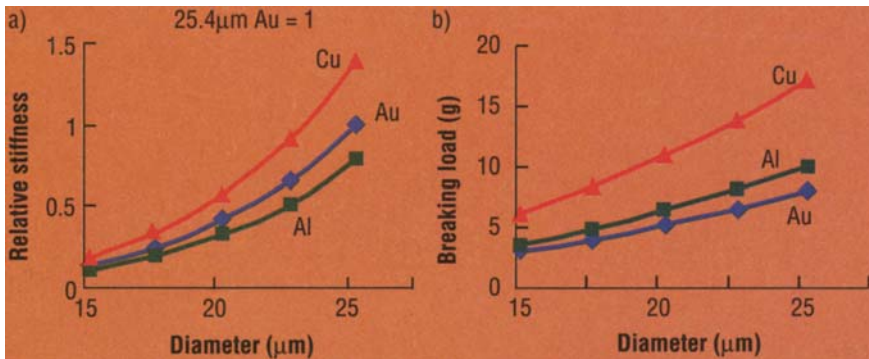 a)
25.4μm Au = 1
Relative stiffness
1.5
1
0.5
0
15
20
25
Cu
Au
Al
Diameter (μm)
b)
Breaking load (g)
20
15
10
5
0
15
20
25
Cu
Al
Au
Diameter (μm)